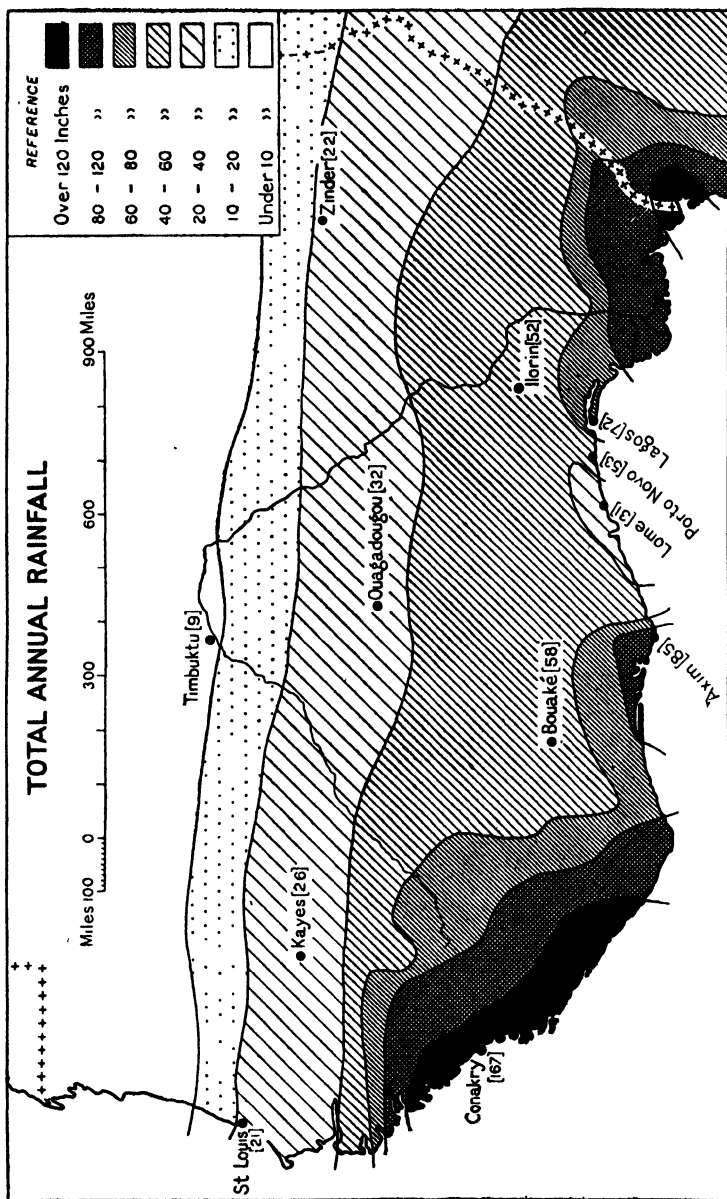 TOTAL ANNUAL RAINFALL
Miles 100 0 300 600 900 Miles
REFERENCE
Over 120 Inches
80 - 120 ,,
60 - 80 ,,
40 - 60 ,,
20 - 40 ,,
10 - 20 ,,
Under 10 ,,
Timbuktu [9]
St Louis
[21]
Kayes [26]
Ouagadougou [32]
Zinder [22]
Conakry
[167]
Bouaké [58]
Ilorin [52]
Axim [85]
Lome [31]
Porto Novo [53]
Lagos [72]